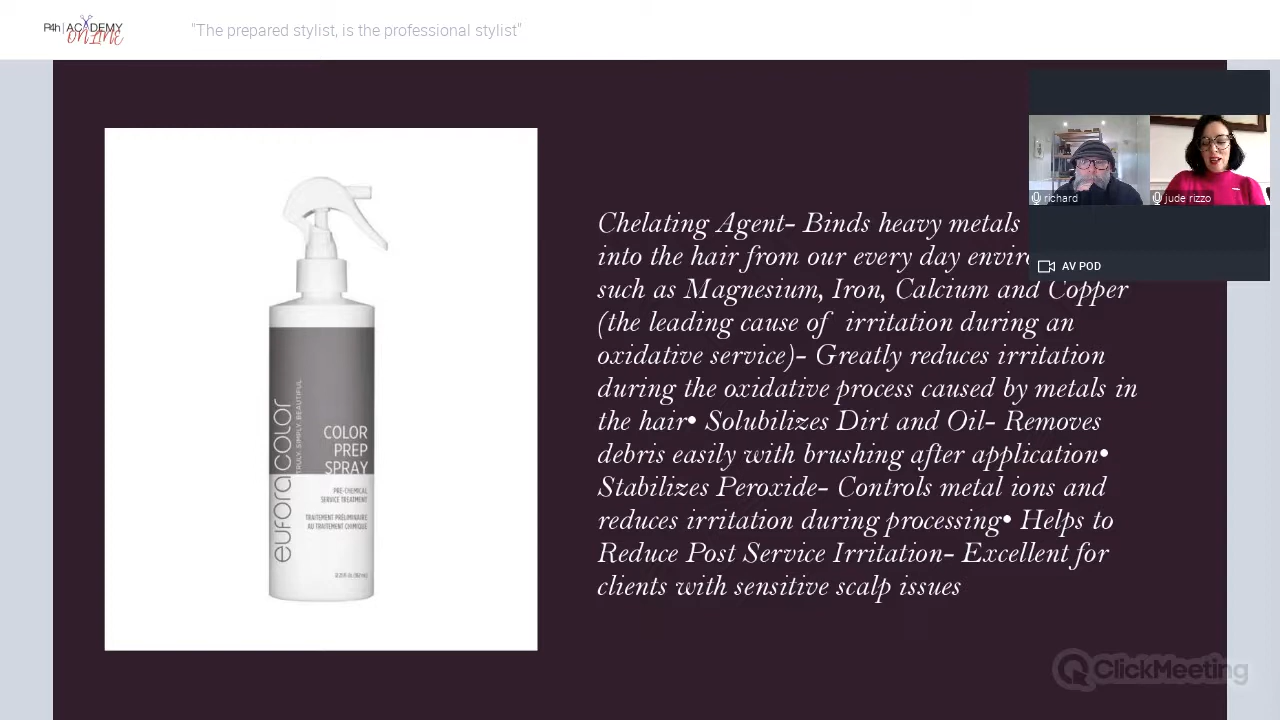 P4h | ACADEMY
ONLINE
"The prepared stylist, is the professional stylist"
Chelating Agent- Binds heavy metals
into the hair from our every day
such as Magnesium, Iron, Calcium and Copper
(the leading cause of irritation during an
oxidative service)- Greatly reduces irritation
during the oxidative process caused by metals in
the hair• Solubilizes Dirt and Oil- Removes
debris easily with brushing after application•
Stabilizes Peroxide- Controls metal ions and
reduces irritation during processing• Helps to
Reduce Post Service Irritation- Excellent for
clients with sensitive scalp issues
euforaCOLOR
TRULY. SIMPLY. BEAUTIFUL.
COLOR
PREP
SPRAY
PRE-CHEMICAL
SERVICE TREATMENT
TRAITEMENT PRÉLIMINAIRE
AU TRAITEMENT CHIMIQUE
richard
jude rizzo
AV POD
ClickMeeting